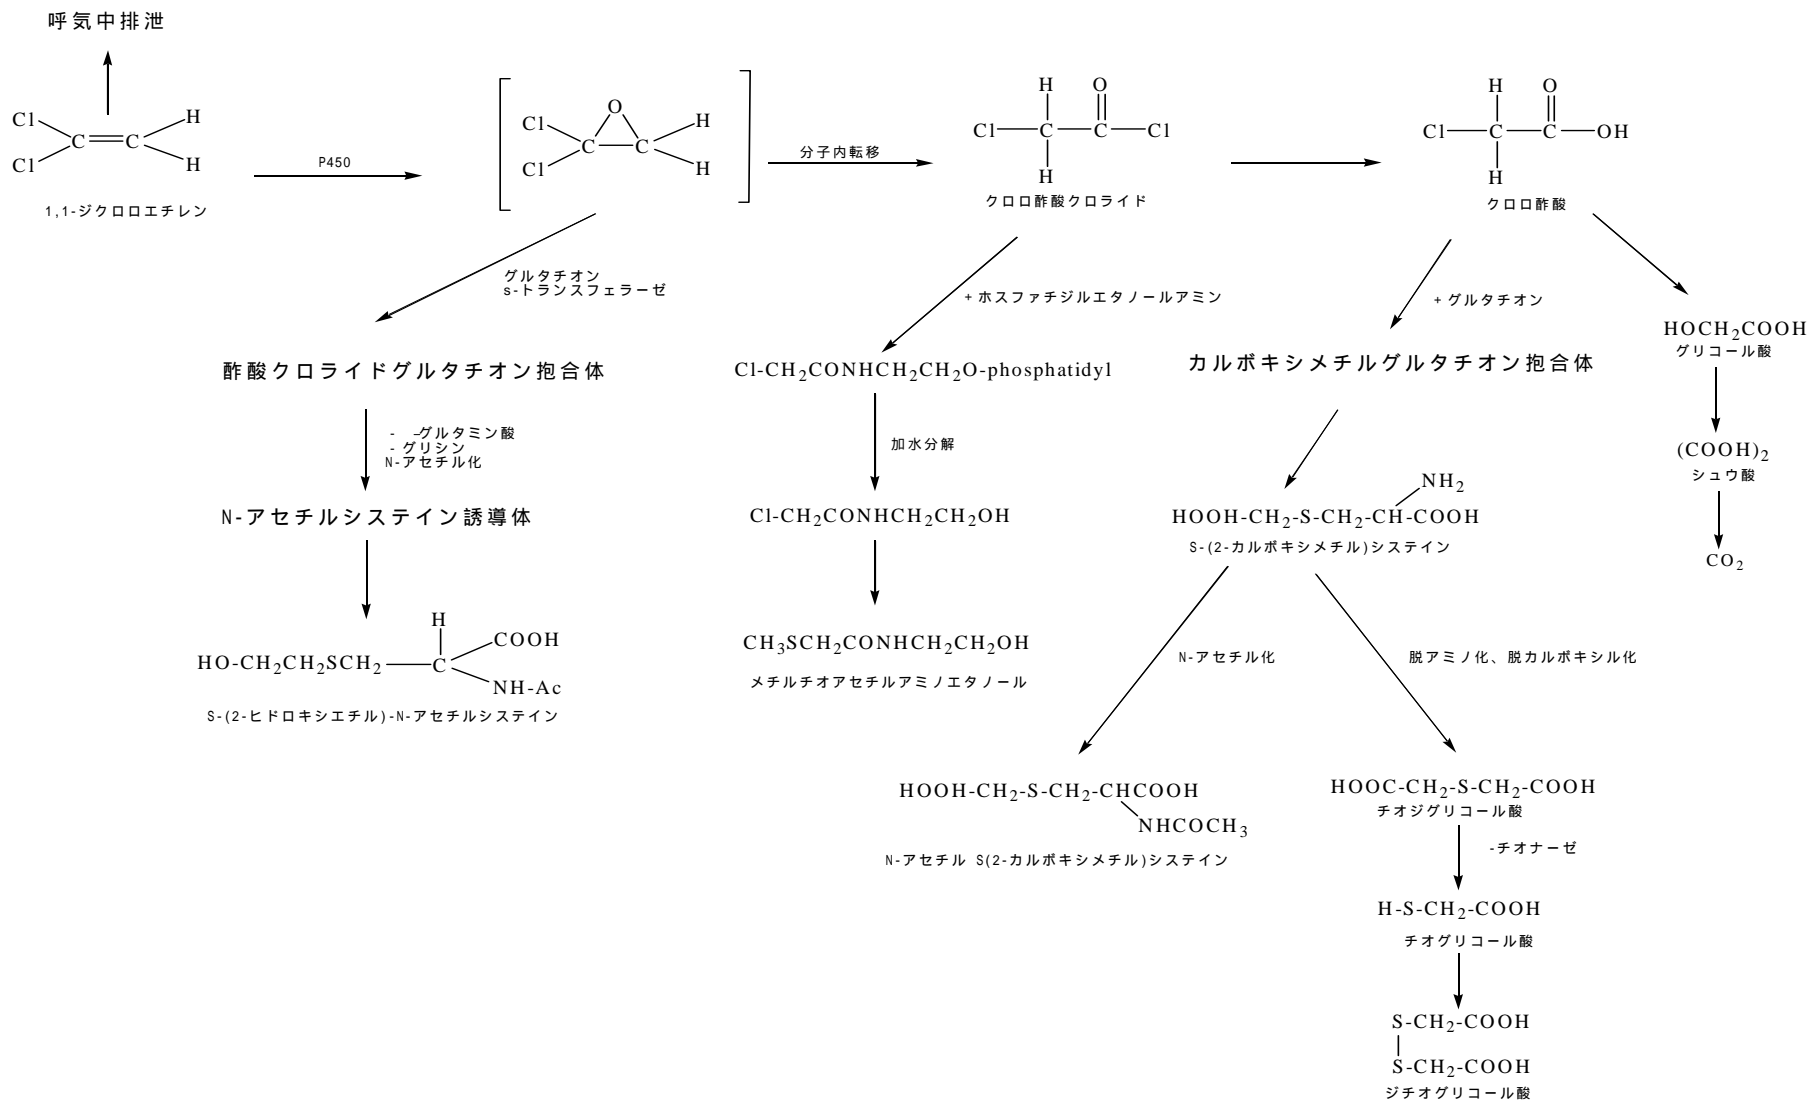 呼気中排泄
Cl
Cl
C
C
H
H
1,1-ジクロロエチレン
P450
O
Cl
Cl
C
C
H
H
分子内転移
H
O
Cl
C
C
Cl
H
クロロ酢酸クロライド
H
O
Cl
C
C
OH
H
クロロ酢酸
グルタチオン
s-トランスフェラーゼ
酢酸クロライドグルタチオン抱合体
- -グルタミン酸
- グリシン
N-アセチル化
N-アセチルシステイン誘導体
H
HO-CH2CH2SCH2
C
COOH
NH-Ac
S-(2-ヒドロキシエチル)-N-アセチルシステイン
+ ホスファチジルエタノールアミン
Cl-CH2CONHCH2CH2O-phosphatidyl
加水分解
Cl-CH2CONHCH2CH2OH
CH3SCH2CONHCH2CH2OH
メチルチオアセチルアミノエタノール
+ グルタチオン
カルボキシメチルグルタチオン抱合体
NH2
HOOH-CH2-S-CH2-CH-COOH
S-(2-カルボキシメチル)システイン
N-アセチル化
HOOH-CH2-S-CH2-CHCOOH
NHCOCH3
N-アセチル S(2-カルボキシメチル)システイン
脱アミノ化、脱カルボキシル化
HOOC-CH2-S-CH2-COOH
チオジグリコール酸
-チオナーゼ
H-S-CH2-COOH
チオグリコール酸
S-CH2-COOH
S-CH2-COOH
ジチオグリコール酸
HOCH2COOH
グリコール酸
(COOH)2
シュウ酸
CO2